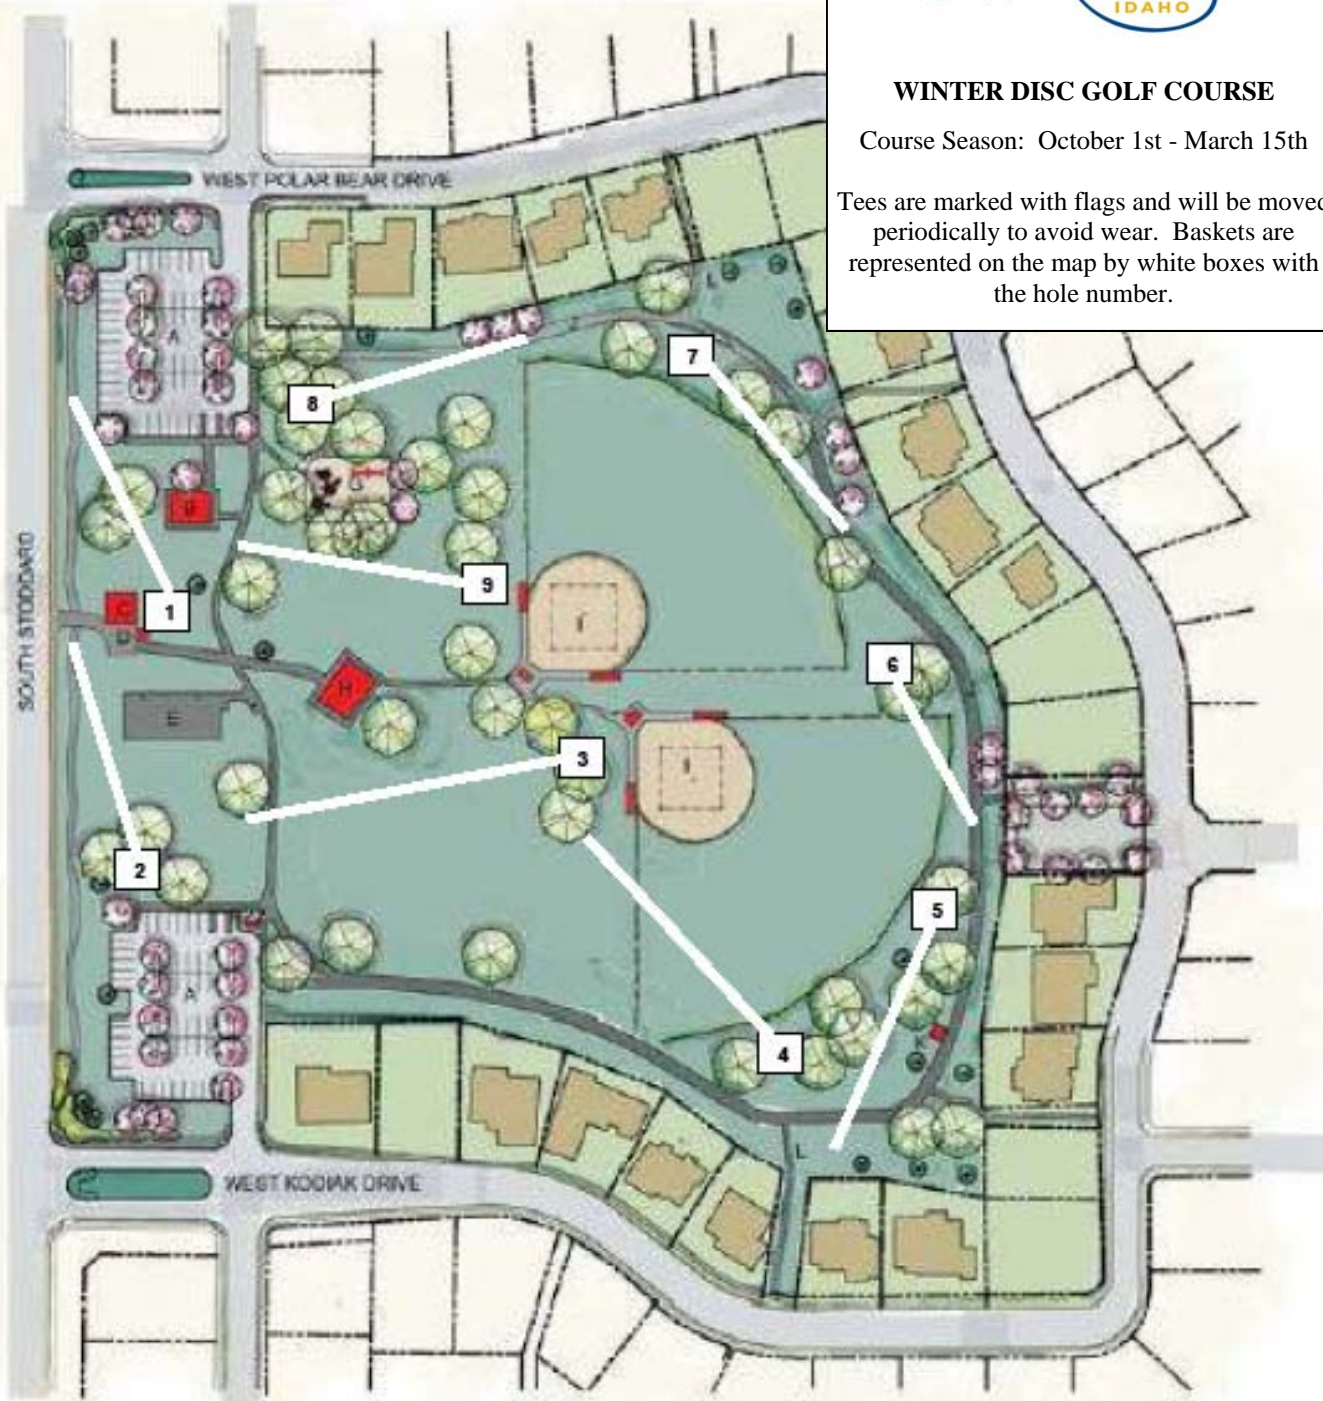 IDAHO
WINTER DISC GOLF COURSE
Course Season: October 1st - March 15th
Tees are marked with flags and will be moved
periodically to avoid wear. Baskets are
represented on the map by white boxes with
the hole number.
WEST POLAR BEAR DRIVE
A
7
8
SOUTH STODDARD
9
1
6
H
E
3
2
5
A
4
K
L
WEST KODIAK DRIVE